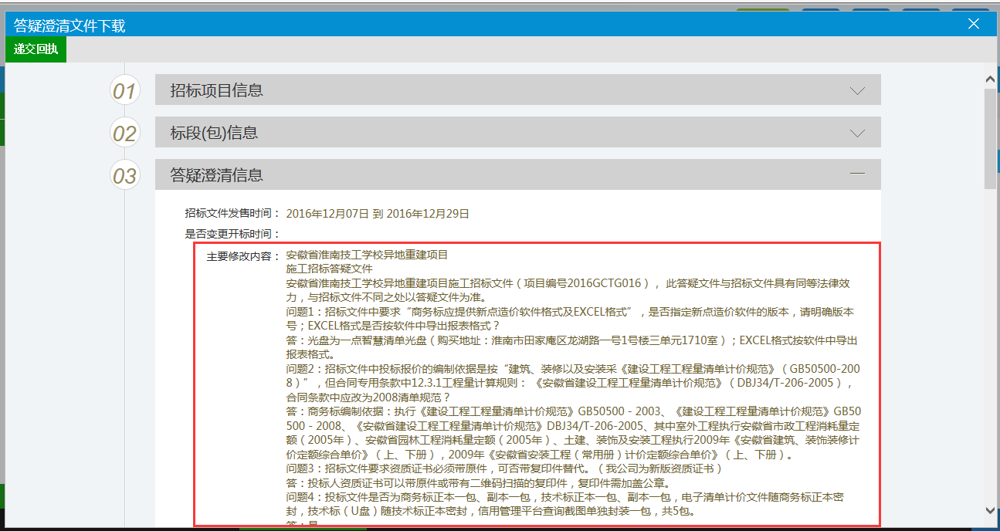 答疑澄清文件下载
递交回执
01
招标项目信息
02
标段(包)信息
03
答疑澄清信息
招标文件发售时间： 2016年12月07日 到 2016年12月29日
是否变更开标时间：
主要修改内容： 安徽省淮南技工学校异地重建项目
施工招标答疑文件
安徽省淮南技工学校异地重建项目施工招标文件（项目编号2016GCTG016），此答疑文件与招标文件具有同等法律效
力，与招标文件不同之处以答疑文件为准。
问题1：招标文件中要求“商务标应提供新点造价软件格式及EXCEL格式”，是否指定新点造价软件的版本，请明确版本
号；EXCEL格式是否按软件中导出报表格式？
答：光盘为一点智慧清单光盘（购买地址：淮南市田家庵区龙湖路一号1号楼三单元1710室）；EXCEL格式按软件中导出
报表格式。
问题2：招标文件中投标报价的编制依据是按“建筑、装修以及安装采《建设工程工程量清单计价规范》（GB50500-200
8）”，但合同专用条款中12.3.1工程量计算规则：《安徽省建设工程工程量清单计价规范》（DBJ34/T-206-2005），
合同条款中应改为2008清单规范？
答：商务标编制依据：执行《建设工程工程量清单计价规范》GB50500－2003、《建设工程工程量清单计价规范》GB50
500－2008、《安徽省建设工程工程量清单计价规范》DBJ34/T-206-2005、其中室外工程执行安徽省市政工程消耗量定
额（2005年）、安徽省园林工程消耗量定额（2005年）、土建、装饰及安装工程执行2009年《安徽省建筑、装饰装修计
价定额综合单价》（上、下册），2009年《安徽省安装工程（常用册）计价定额综合单价》（上、下册）。
问题3：招标文件要求资质证书必须带原件，可否带复印件替代。（我公司为新版资质证书）
答：投标人资质证书可以带原件或带有二维码扫描的复印件，复印件需加盖公章。
问题4：投标文件是否为商务标正本一包、副本一包，技术标正本一包、副本一包，电子清单计价文件随商务标正本密
封，技术标（U盘）随技术标正本密封，信用管理平台查询截图单独封装一包，共5包。
答：是